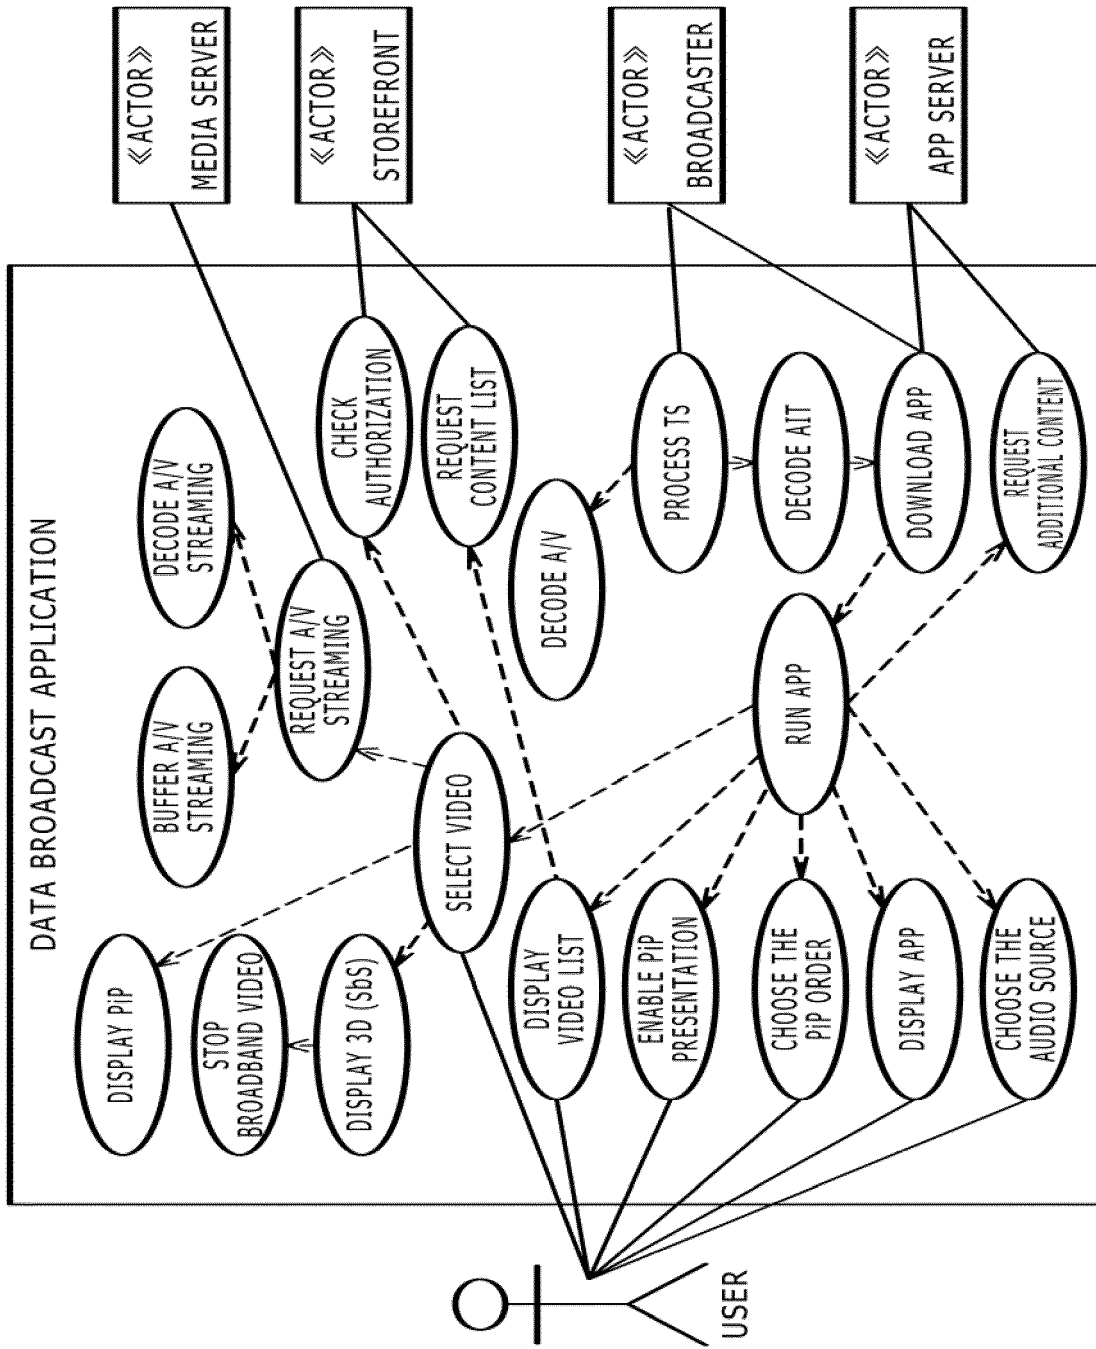 DATA BROADCAST APPLICATION
DISPLAY PiP
STOP
BROADBAND VIDEO
DISPLAY 3D (SbS)
BUFFER A/V
STREAMING
DECODE A/V
STREAMING
REQUEST A/V
STREAMING
SELECT VIDEO
CHECK
AUTHORIZATION
REQUEST
CONTENT LIST
DISPLAY
VIDEO LIST
ENABLE PiP
PRESENTATION
CHOOSE THE
PiP ORDER
DISPLAY APP
CHOOSE THE
AUDIO SOURCE
RUN APP
DECODE A/V
PROCESS TS
DECODE AIT
DOWNLOAD APP
REQUEST
ADDITIONAL CONTENT
USER
《ACTOR》
MEDIA SERVER
《ACTOR》
STOREFRONT
《ACTOR》
BROADCASTER
《ACTOR》
APP SERVER